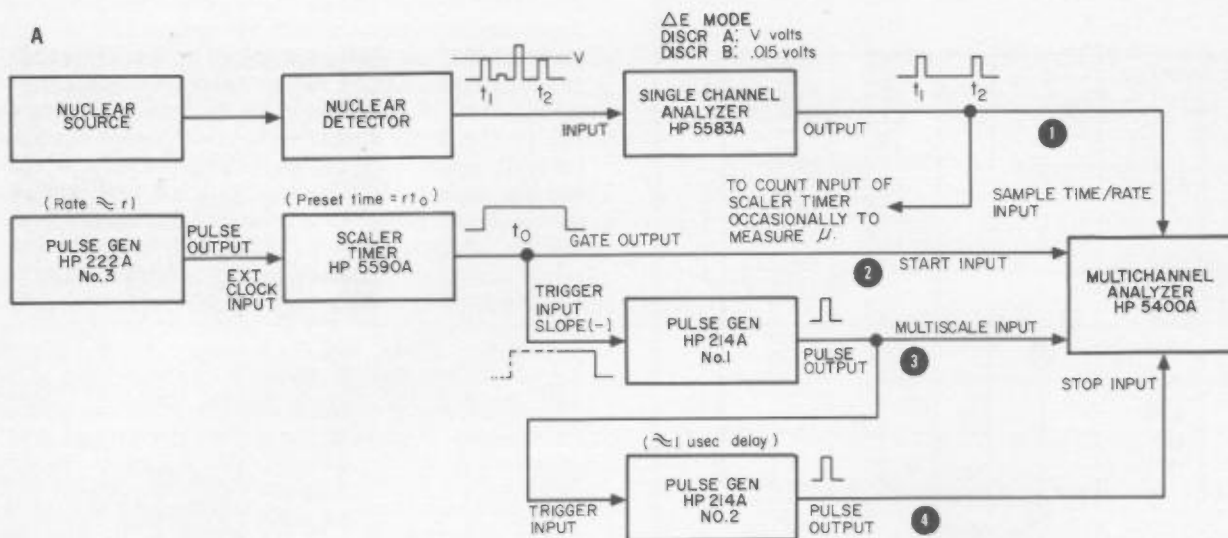 A
ΔE MODE
DISCR A: V volts
DISCR B: .015 volts
NUCLEAR
SOURCE
NUCLEAR
DETECTOR
t1
t2
V
INPUT
SINGLE CHANNEL
ANALYZER
HP 5583A
OUTPUT
t1
t2
1
TO COUNT INPUT OF
SCALER TIMER
OCCASIONALLY TO
MEASURE μ.
SAMPLE TIME/RATE
INPUT
(Rate ≈ r)
PULSE GEN
HP 222A
No.3
PULSE
OUTPUT
EXT
CLOCK
INPUT
(Preset time = rto)
SCALER
TIMER
HP 5590A
to
GATE OUTPUT
2
START INPUT
MULTICHANNEL
ANALYZER
HP 5400A
TRIGGER
INPUT
SLOPE(-)
PULSE GEN
HP 214A
No.1
PULSE
OUTPUT
MULTISCALE INPUT
3
STOP INPUT
(≈1 usec delay)
TRIGGER
INPUT
PULSE GEN
HP 214A
NO.2
PULSE
OUTPUT
4